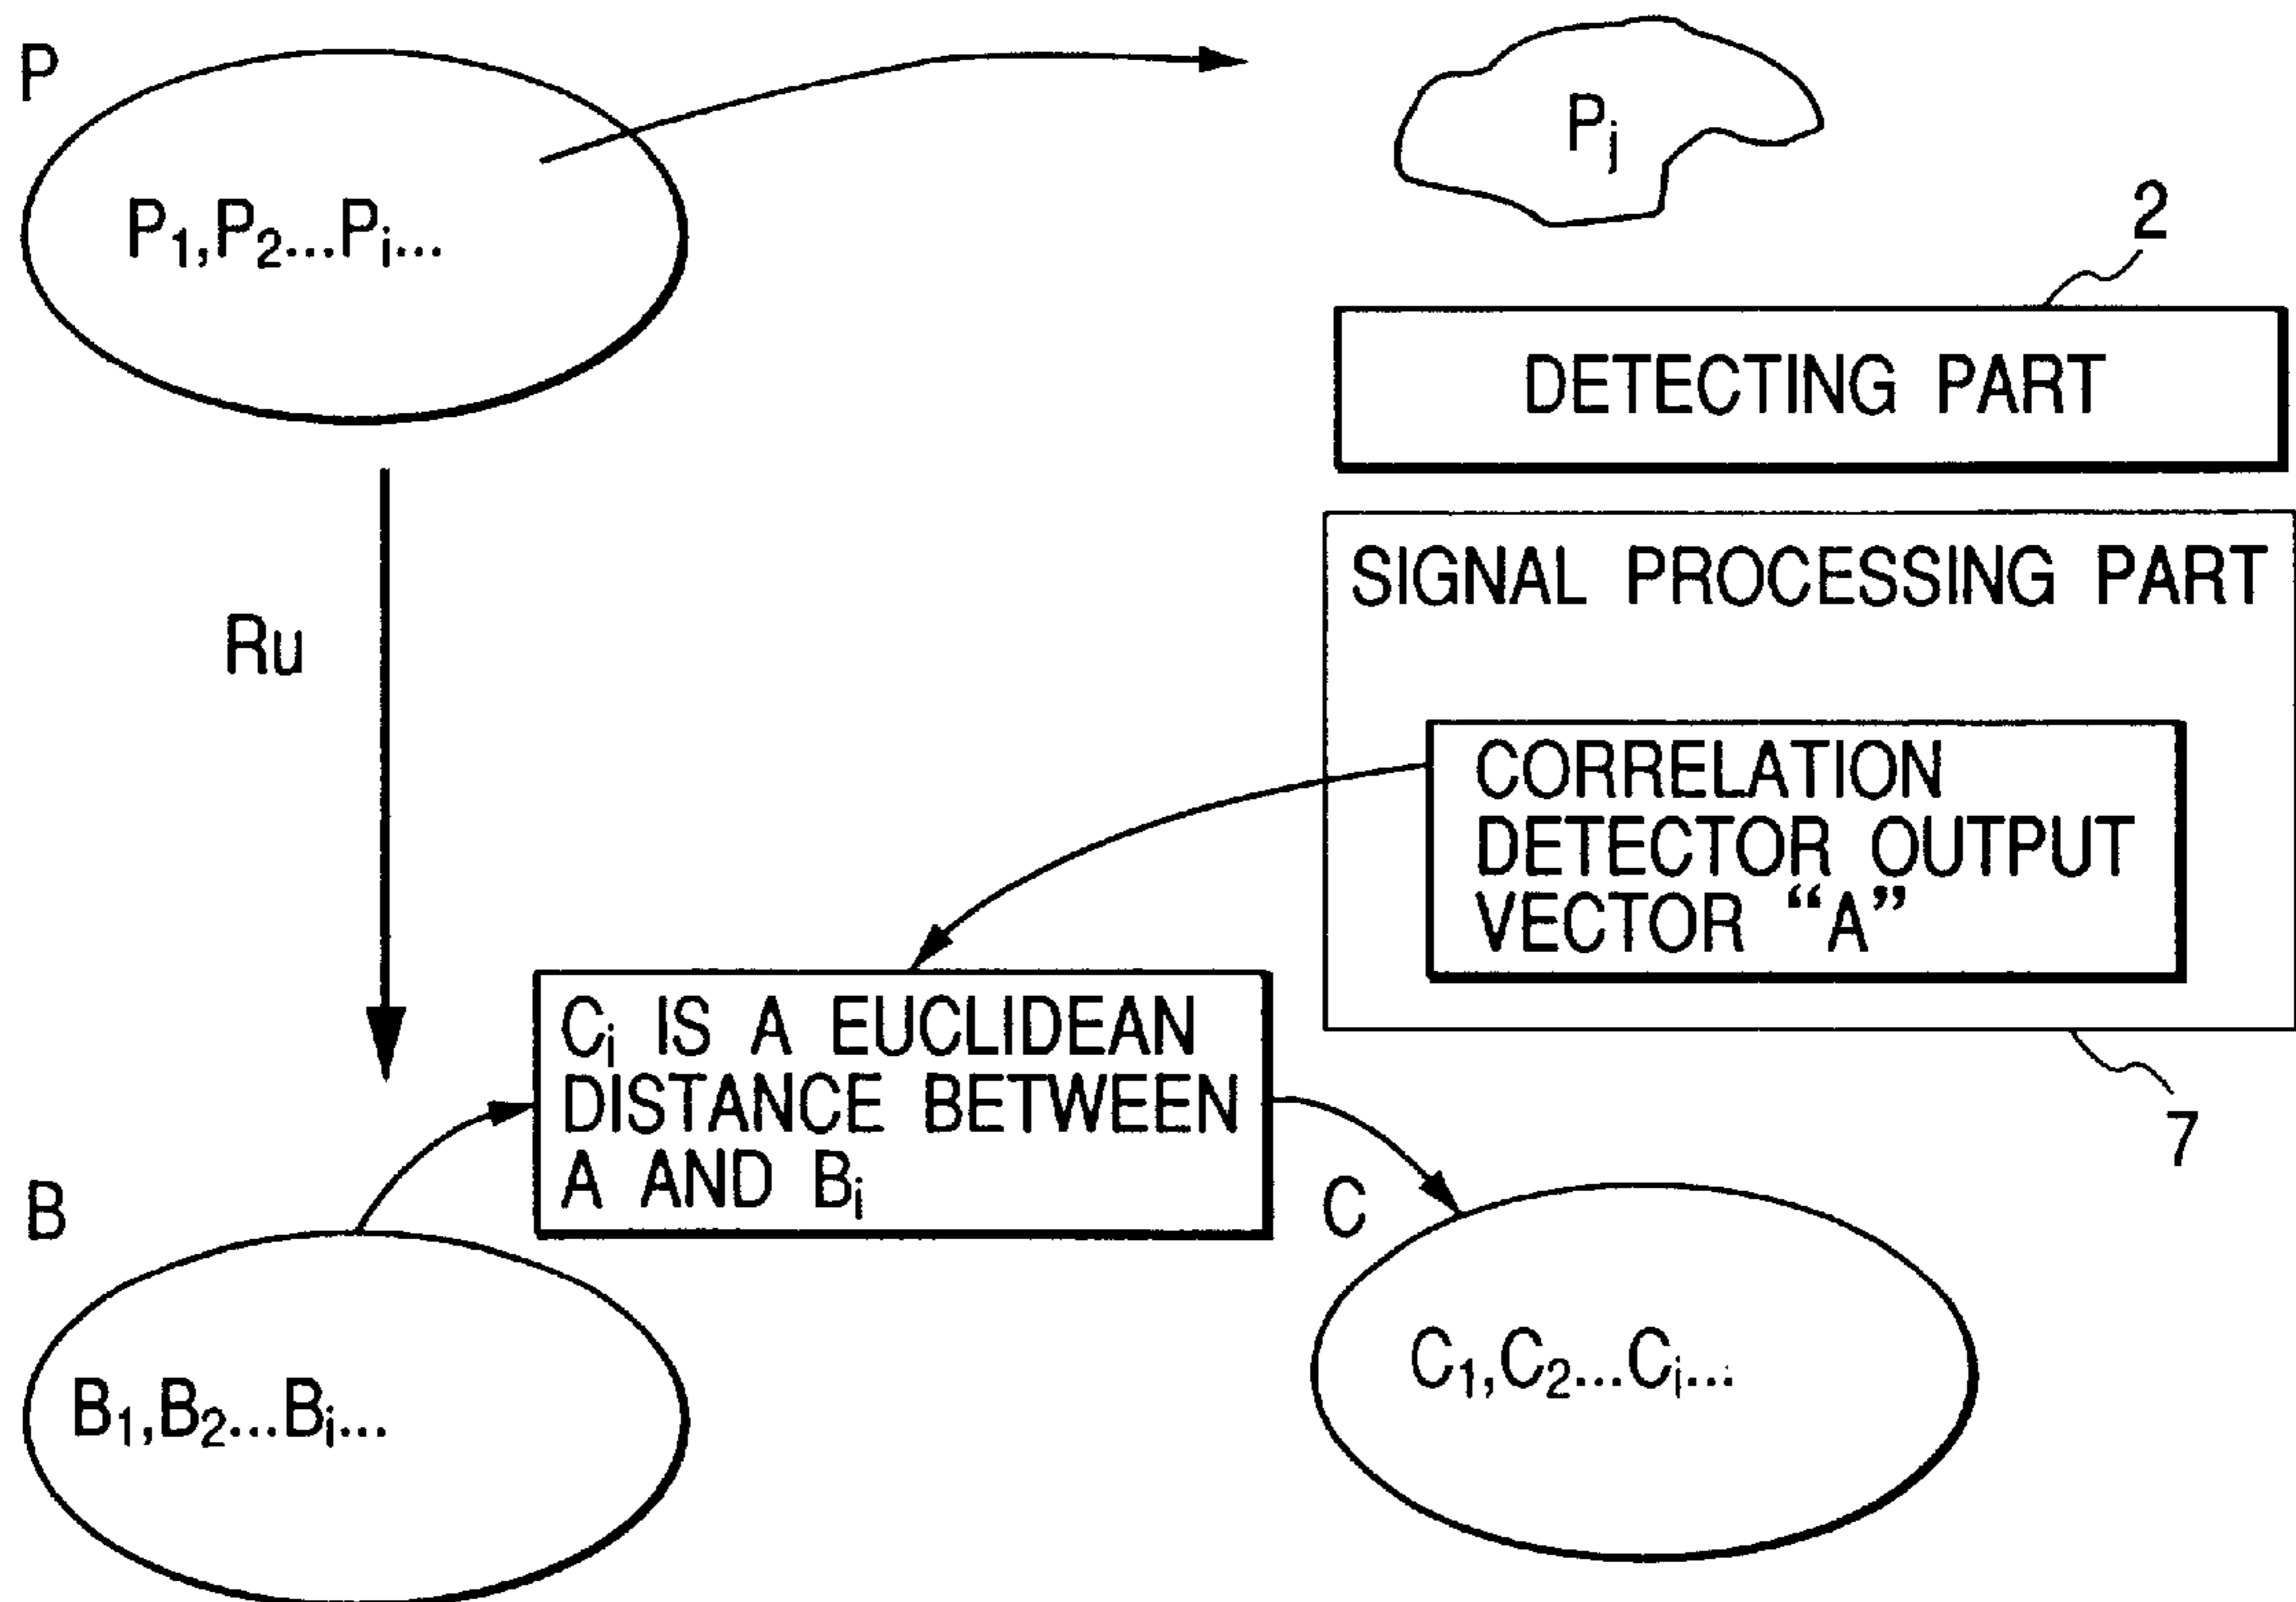 P
P₁,P₂...Pᵢ...
Pⱼ
2
DETECTING PART
SIGNAL PROCESSING PART
Ru
CORRELATION
DETECTOR OUTPUT
VECTOR “A”
Cᵢ IS A EUCLIDEAN
DISTANCE BETWEEN
A AND Bᵢ
7
B
B₁,B₂...Bᵢ...
C
C₁,C₂...Cᵢ...